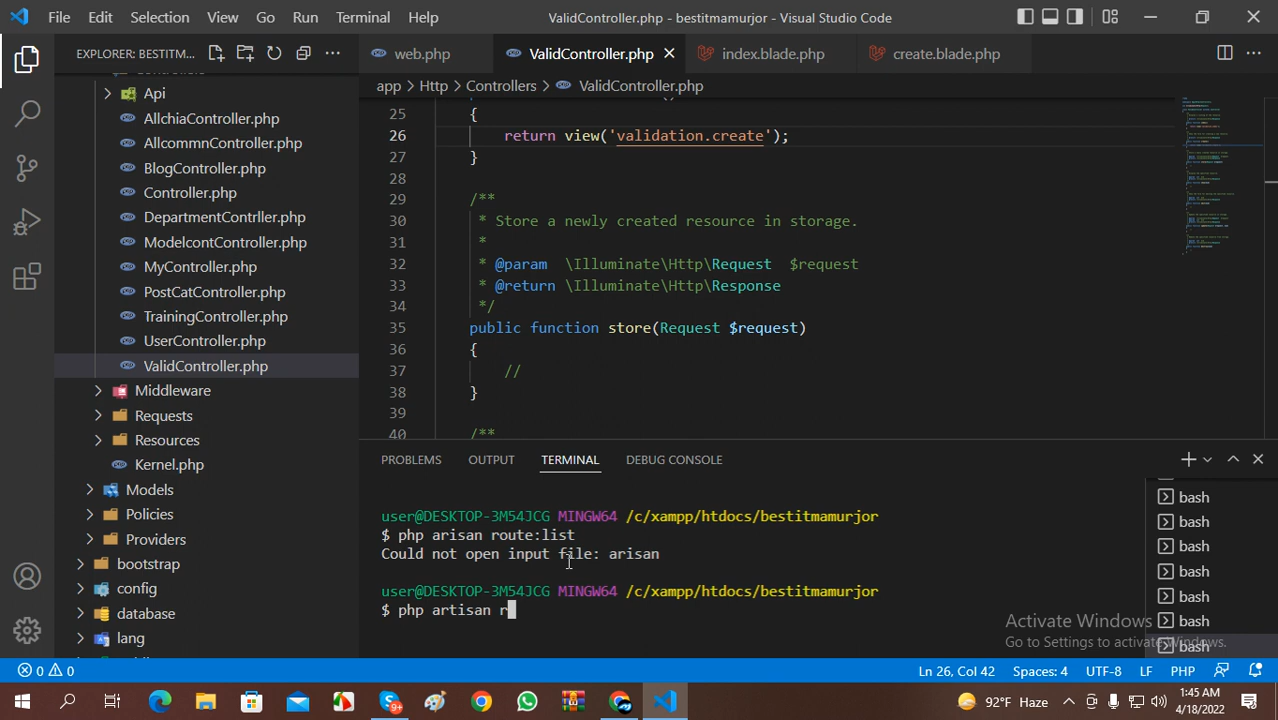 File Edit Selection View Go Run Terminal Help
ValidController.php - bestitmamurjor - Visual Studio Code
EXPLORER: BESTITM...
web.php ValidController.php index.blade.php create.blade.php
app > Http > Controllers > ValidController.php
Api
AllchiaController.php
AllcommnController.php
BlogController.php
Controller.php
DepartmentContrller.php
ModelcontController.php
MyController.php
PostCatController.php
TrainingController.php
UserController.php
ValidController.php
Middleware
Requests
Resources
Kernel.php
Models
Policies
Providers
bootstrap
config
database
lang
25 {
26 return view('validation.create');
27 }
28
29 /**
30 * Store a newly created resource in storage.
31 *
32 * @param \Illuminate\Http\Request $request
33 * @return \Illuminate\Http\Response
34 */
35 public function store(Request $request)
36 {
37 //
38 }
39
40 /**
PROBLEMS OUTPUT TERMINAL DEBUG CONSOLE
user@DESKTOP-3M54JCG MINGW64 /c/xampp/htdocs/bestitmamurjor
$ php arisan route:list
Could not open input file: arisan
user@DESKTOP-3M54JCG MINGW64 /c/xampp/htdocs/bestitmamurjor
$ php artisan r
bash
bash
bash
bash
bash
bash
bash
Activate Windows
Go to Settings to activate Windows.
0 0
Ln 26, Col 42 Spaces: 4 UTF-8 LF PHP
92°F Haze
1:45 AM
4/18/2022